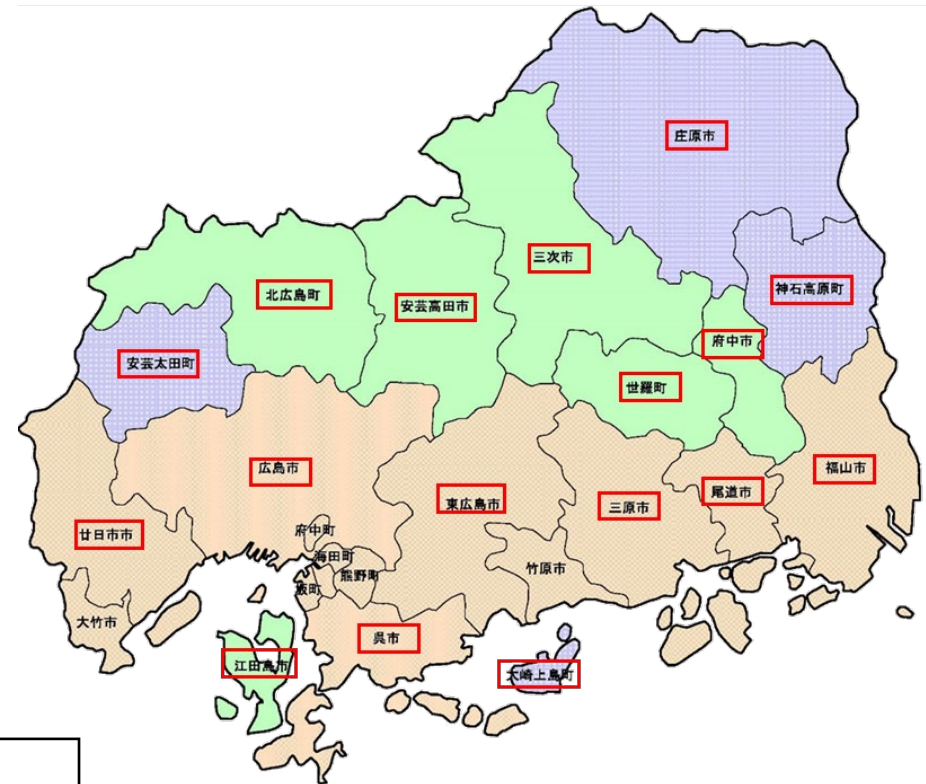 庄原市
三次市
神石高原町
北広島町
安芸高田市
府中市
安芸太田町
世羅町
広島市
福山市
尾道市
東広島市
三原市
廿日市市
府中町
海田町
竹原市
熊野町
坂町
大竹市
呉市
江田島市
大崎上島町